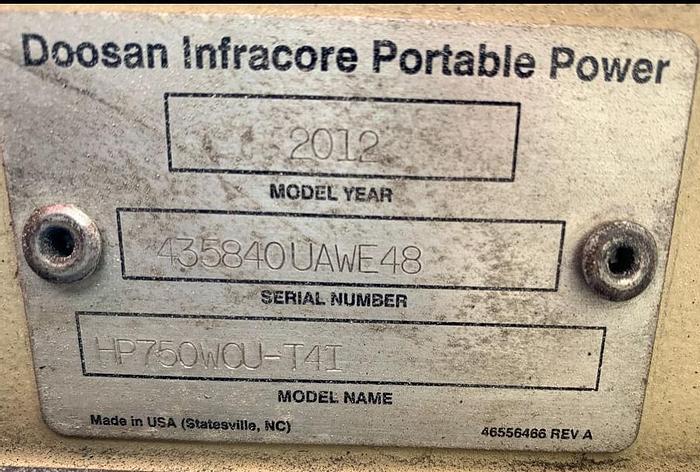 Doosan Infracore Portable Power
2012
MODEL YEAR
435840UAWE48
SERIAL NUMBER
HP750WCU-T4I
MODEL NAME
Made in USA (Statesville, NC)
46556466 REV A